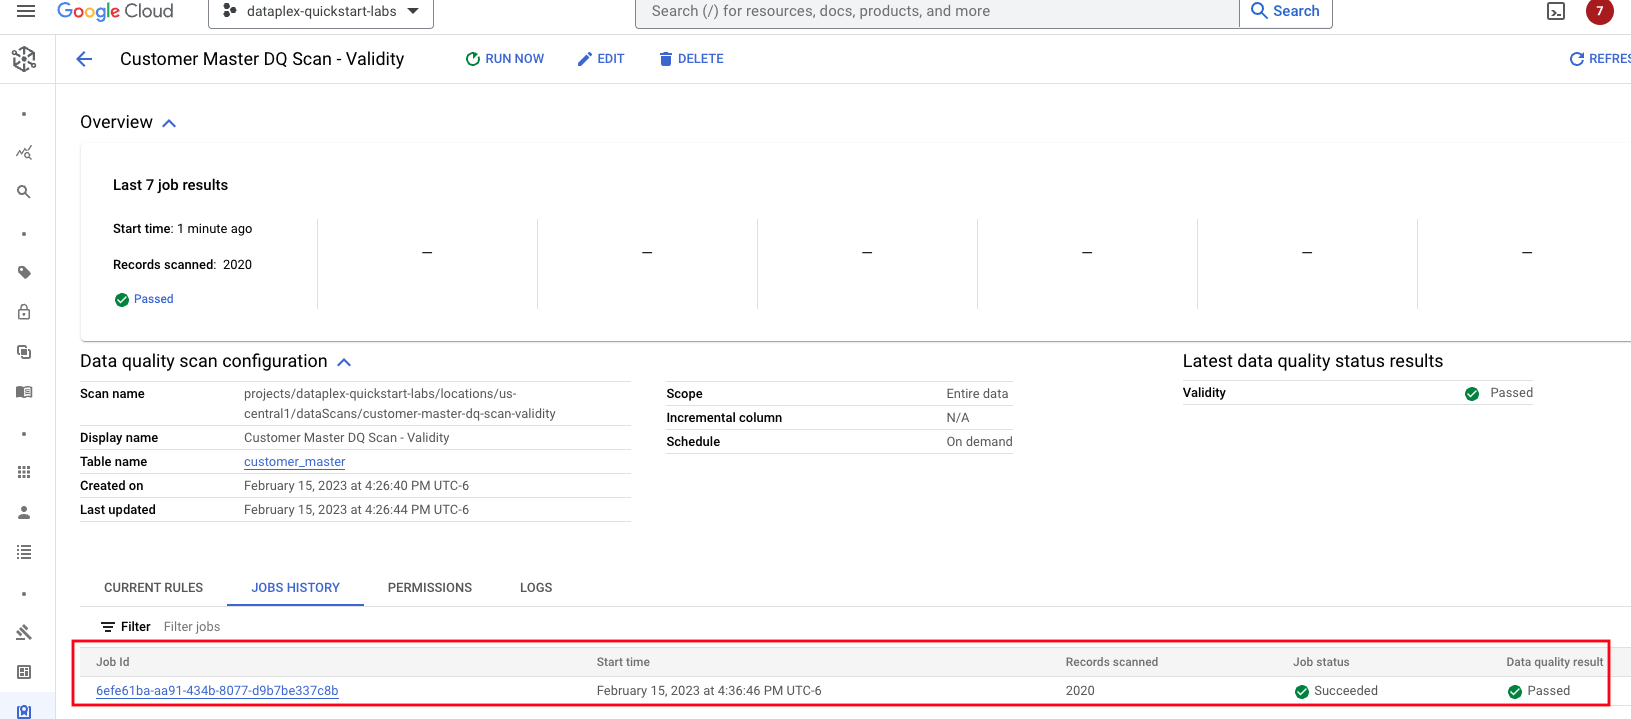 Google Cloud
dataplex-quickstart-labs
Search (/) for resources, docs, products, and more
Search
7
Customer Master DQ Scan - Validity
RUN NOW
EDIT
DELETE
REFRES
Overview
Last 7 job results
Start time: 1 minute ago
Records scanned: 2020
Passed
– – – – – –
Data quality scan configuration
Scan name projects/dataplex-quickstart-labs/locations/us-
central1/dataScans/customer-master-dq-scan-validity
Display name Customer Master DQ Scan - Validity
Table name customer_master
Created on February 15, 2023 at 4:26:40 PM UTC-6
Last updated February 15, 2023 at 4:26:44 PM UTC-6
Scope Entire data
Incremental column N/A
Schedule On demand
Latest data quality status results
Validity Passed
CURRENT RULES JOBS HISTORY PERMISSIONS LOGS
Filter Filter jobs
Job Id Start time Records scanned Job status Data quality result
6efe61ba-aa91-434b-8077-d9b7be337c8b February 15, 2023 at 4:36:46 PM UTC-6 2020 Succeeded Passed